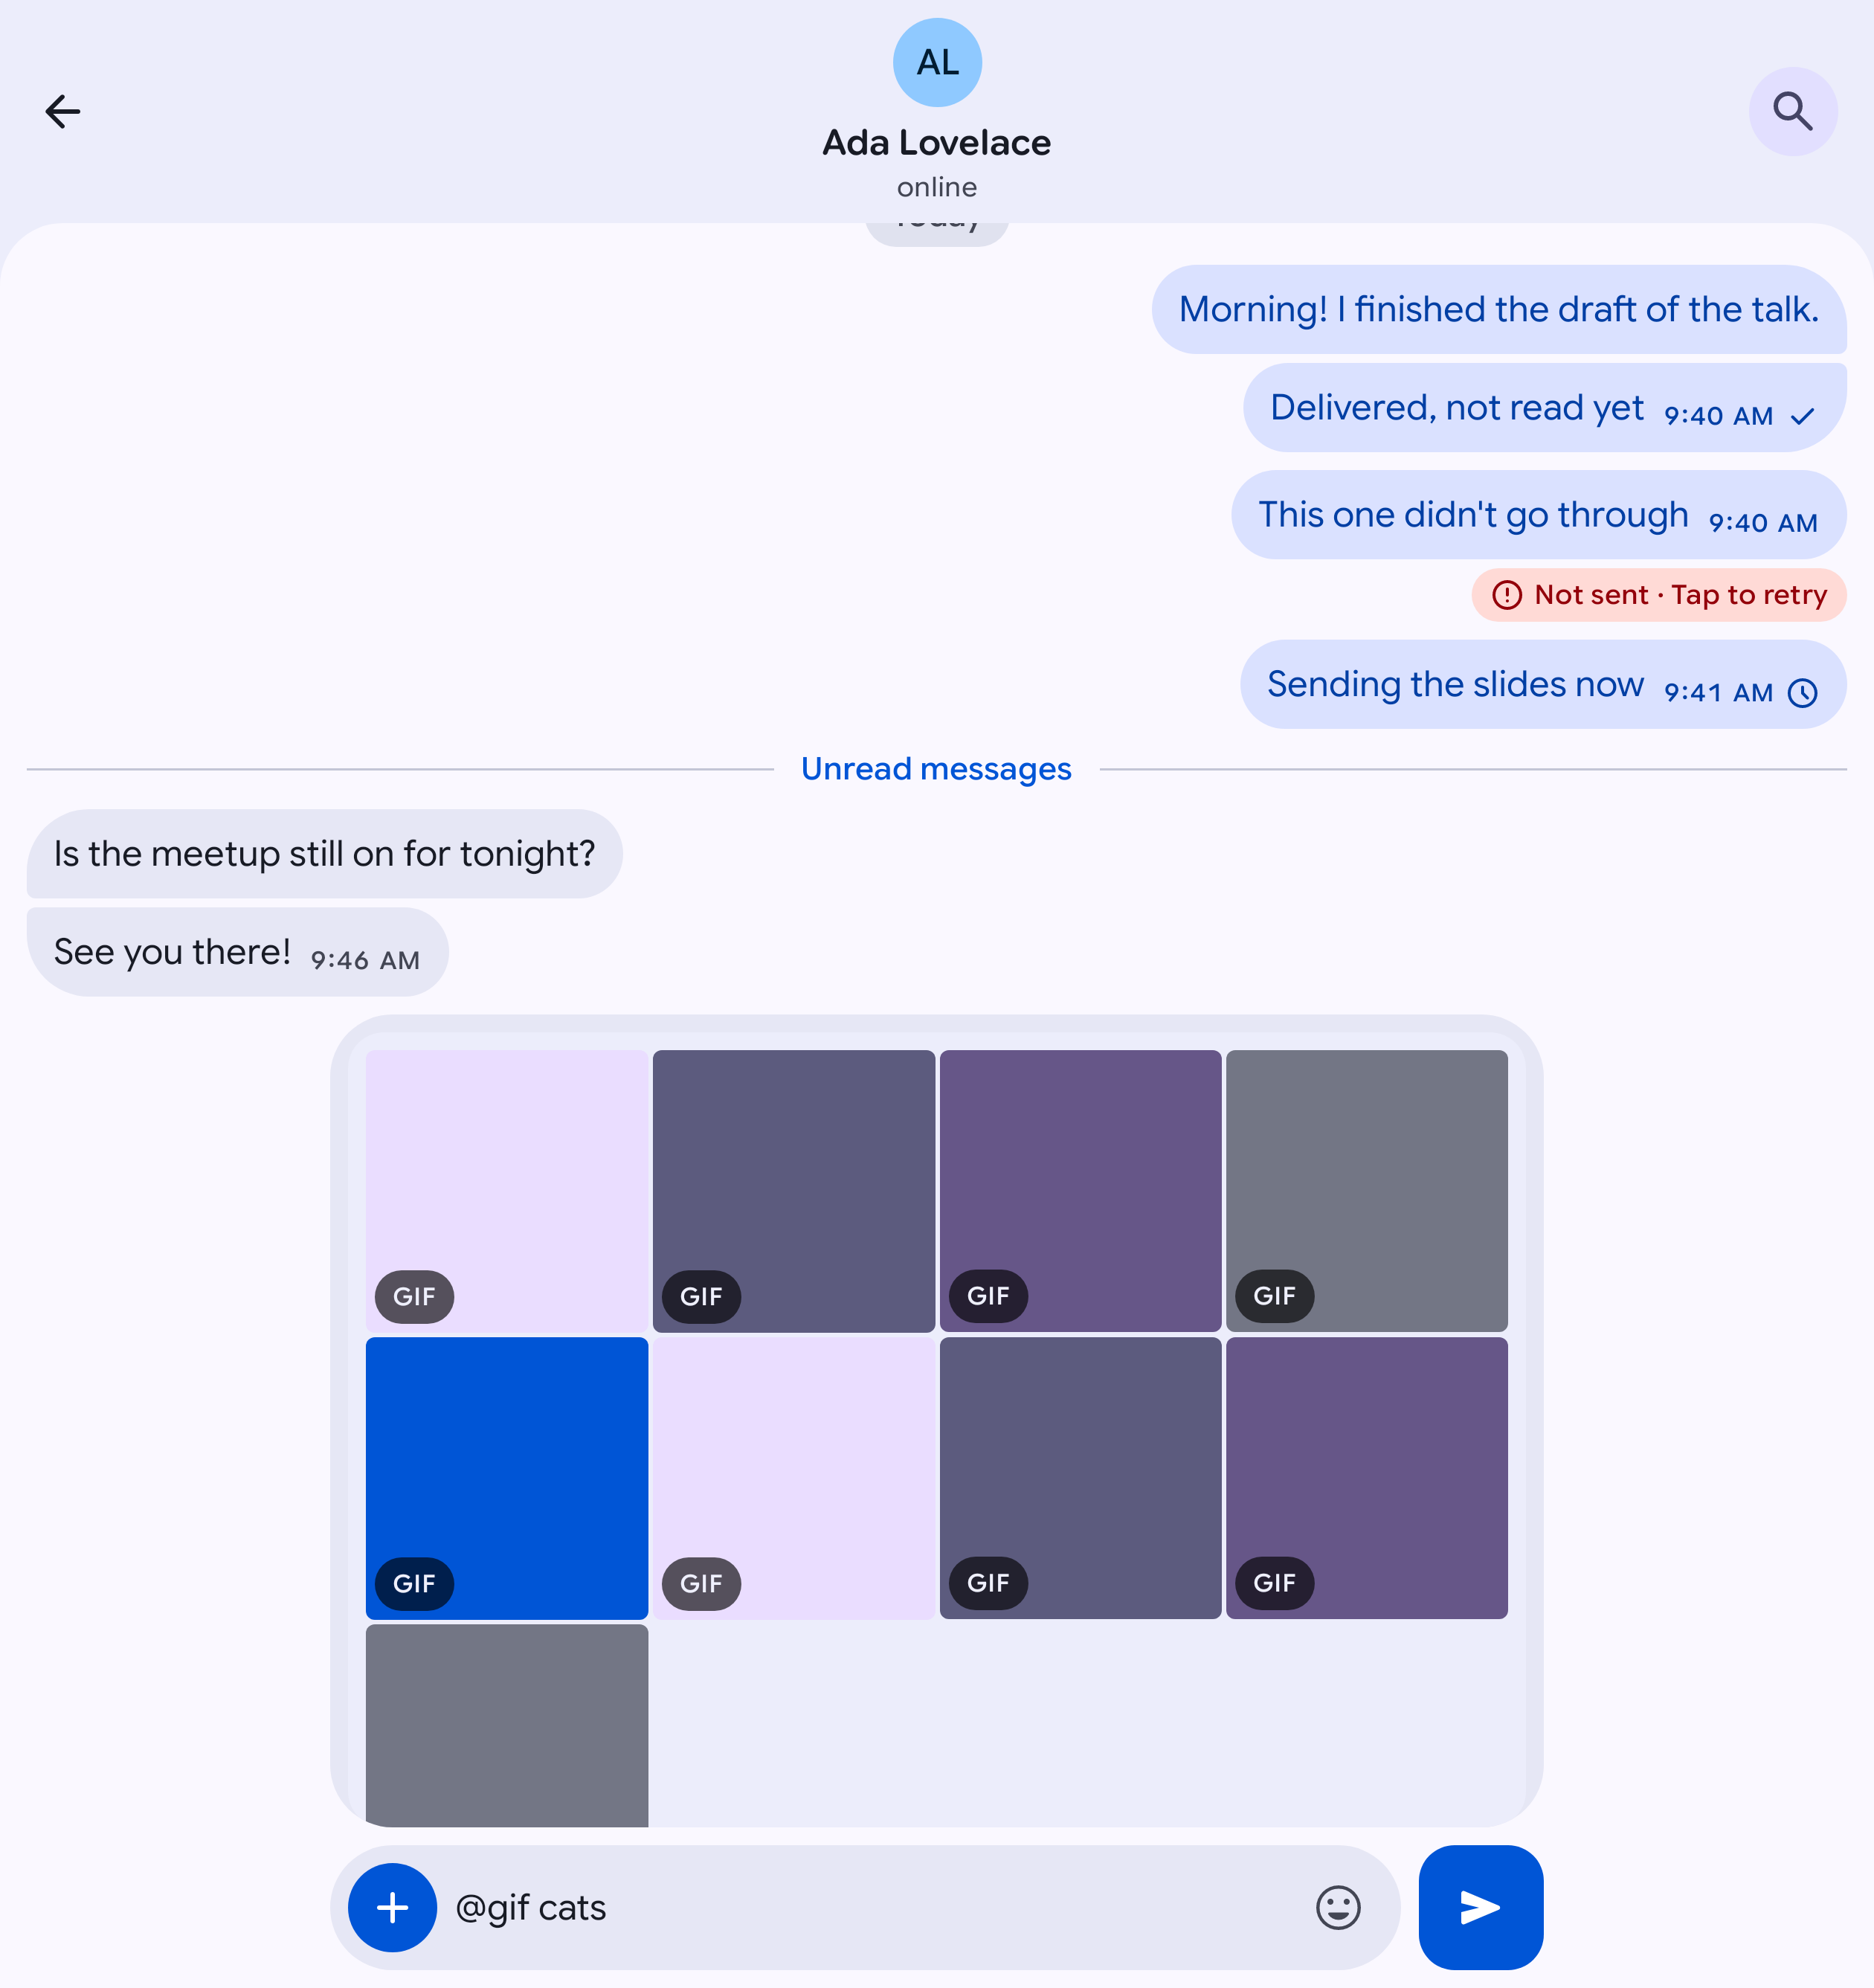 AL
Ada Lovelace
online
Today
Morning! I finished the draft of the talk.
Delivered, not read yet 9:40 AM
This one didn't go through 9:40 AM
Not sent · Tap to retry
Sending the slides now 9:41 AM
Unread messages
Is the meetup still on for tonight?
See you there! 9:46 AM
GIF GIF GIF GIF
GIF GIF GIF GIF
@gif cats